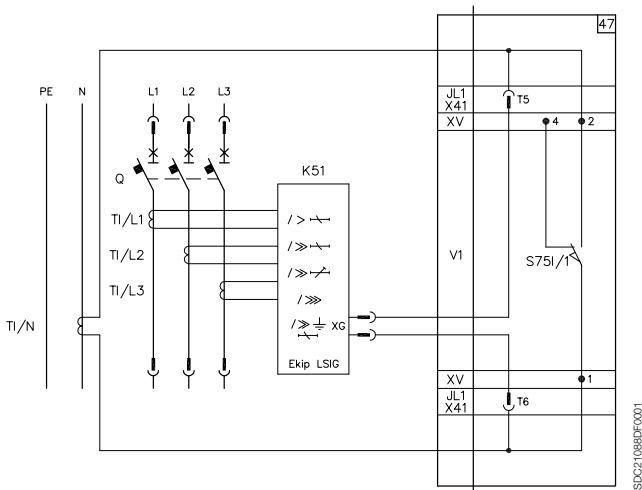 47
PE N L1 L2 L3
JL1
X41
T5
XV 4 2
K51
Q
TI/L1
TI/L2
TI/L3
TI/N
I >
I >>
I >>
I >>>
I >> XG
Ekip LSIG
V1
S75I/1
XV 1
JL1
X41
T6
SDC21088DF0001